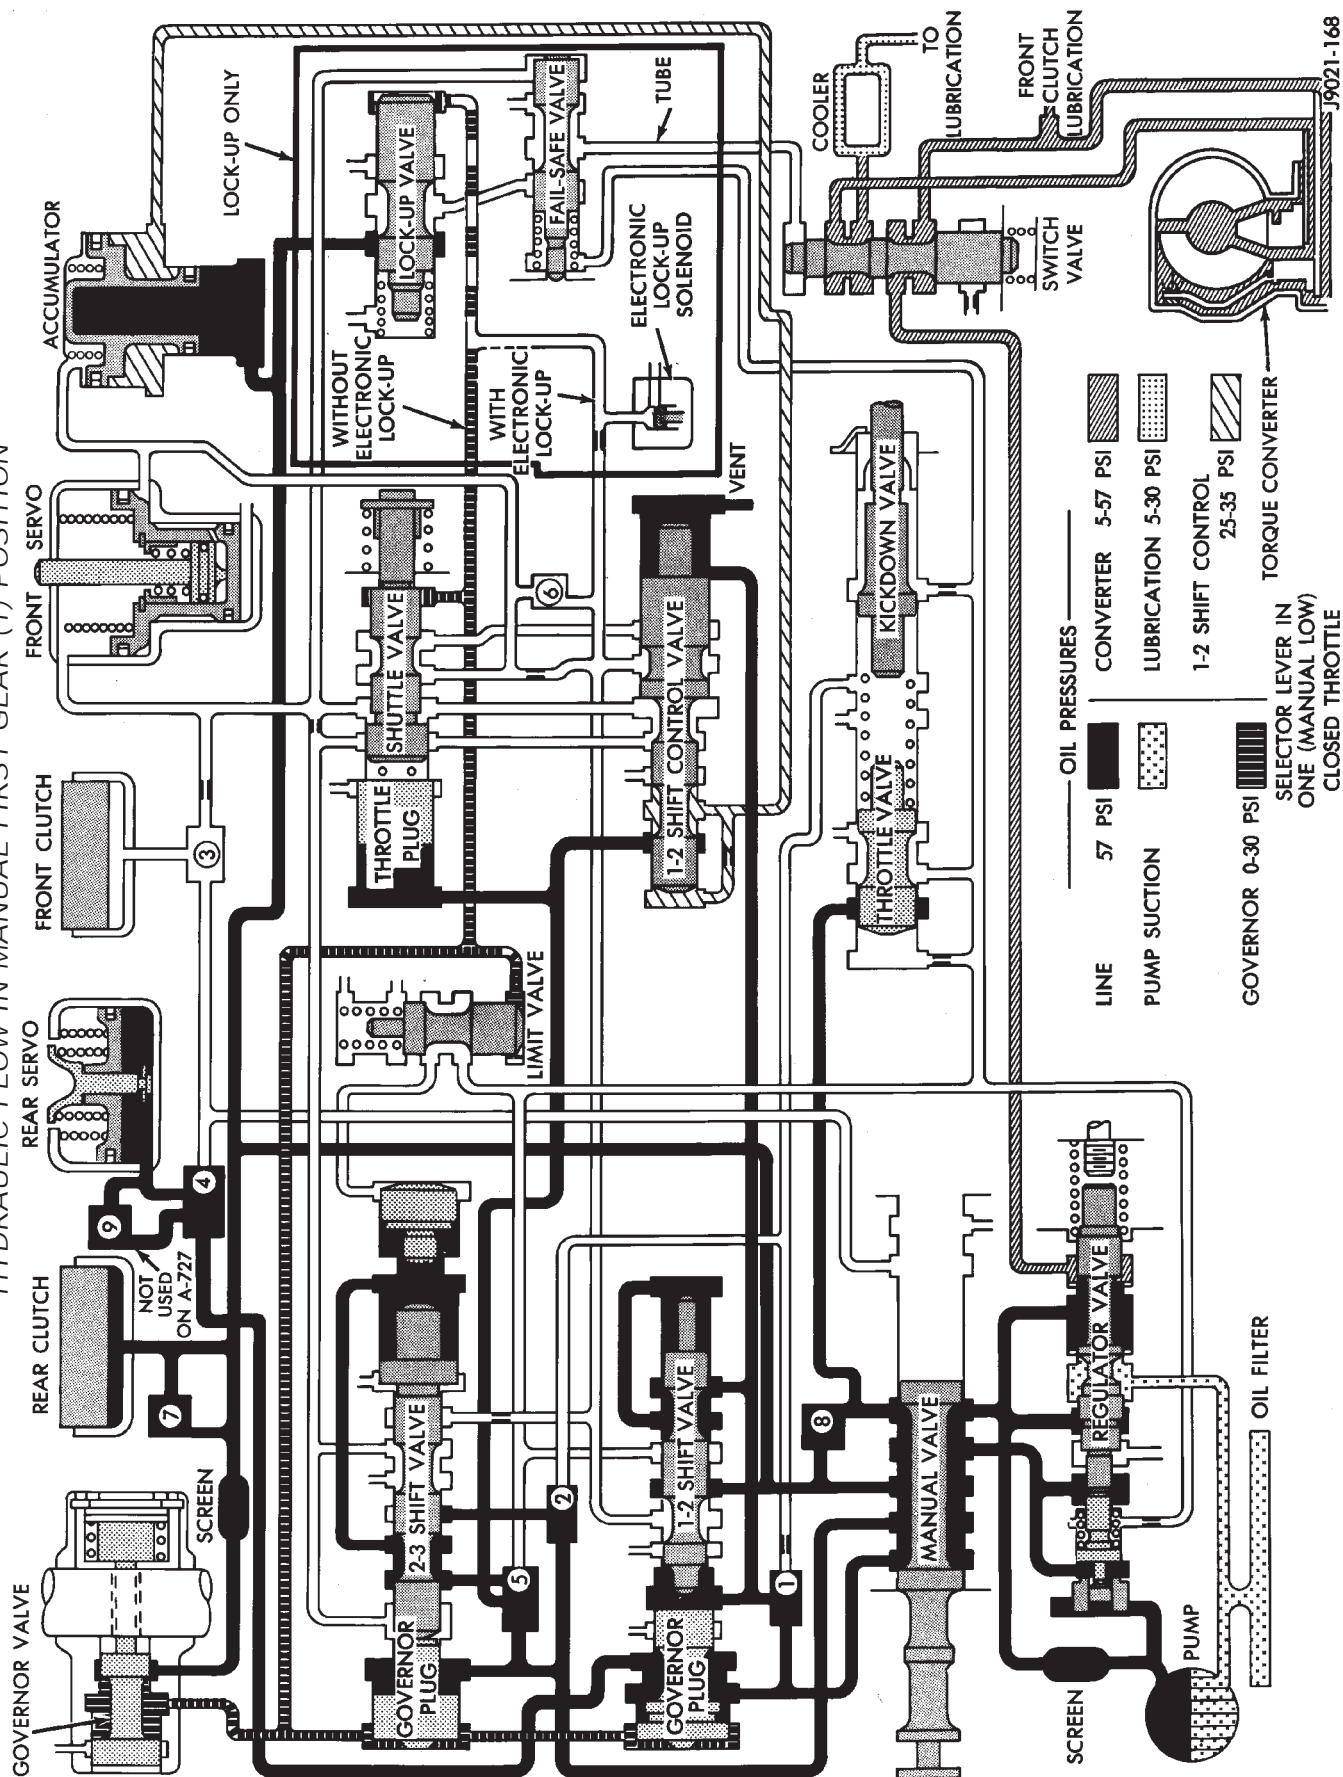 HYDRAULIC FLOW IN MANUAL FIRST GEAR (1) POSITION
GOVERNOR VALVE
SCREEN
REAR CLUTCH
7
NOT
USED
ON A-727
9
4
REAR SERVO
FRONT CLUTCH
3
FRONT SERVO
ACCUMULATOR
LOCK-UP ONLY
GOVERNOR
PLUG
2-3 SHIFT VALVE
5
2
LIMIT VALVE
THROTTLE
PLUG
SHUTTLE VALVE
6
WITHOUT
ELECTRONIC
LOCK-UP
WITH
ELECTRONIC
LOCK-UP
LOCK-UP VALVE
FAIL-SAFE VALVE
TUBE
ELECTRONIC
LOCK-UP
SOLENOID
GOVERNOR
PLUG
1-2 SHIFT VALVE
1
8
1-2 SHIFT CONTROL VALVE
VENT
THROTTLE VALVE
KICKDOWN VALVE
SWITCH
VALVE
COOLER
TO
LUBRICATION
FRONT
CLUTCH
LUBRICATION
MANUAL VALVE
REGULATOR VALVE
SCREEN
PUMP
OIL FILTER
OIL PRESSURES
LINE 57 PSI
PUMP SUCTION
GOVERNOR 0-30 PSI
CONVERTER 5-57 PSI
LUBRICATION 5-30 PSI
1-2 SHIFT CONTROL
25-35 PSI
SELECTOR LEVER IN
ONE (MANUAL LOW)
CLOSED THROTTLE
TORQUE CONVERTER
J9021-168